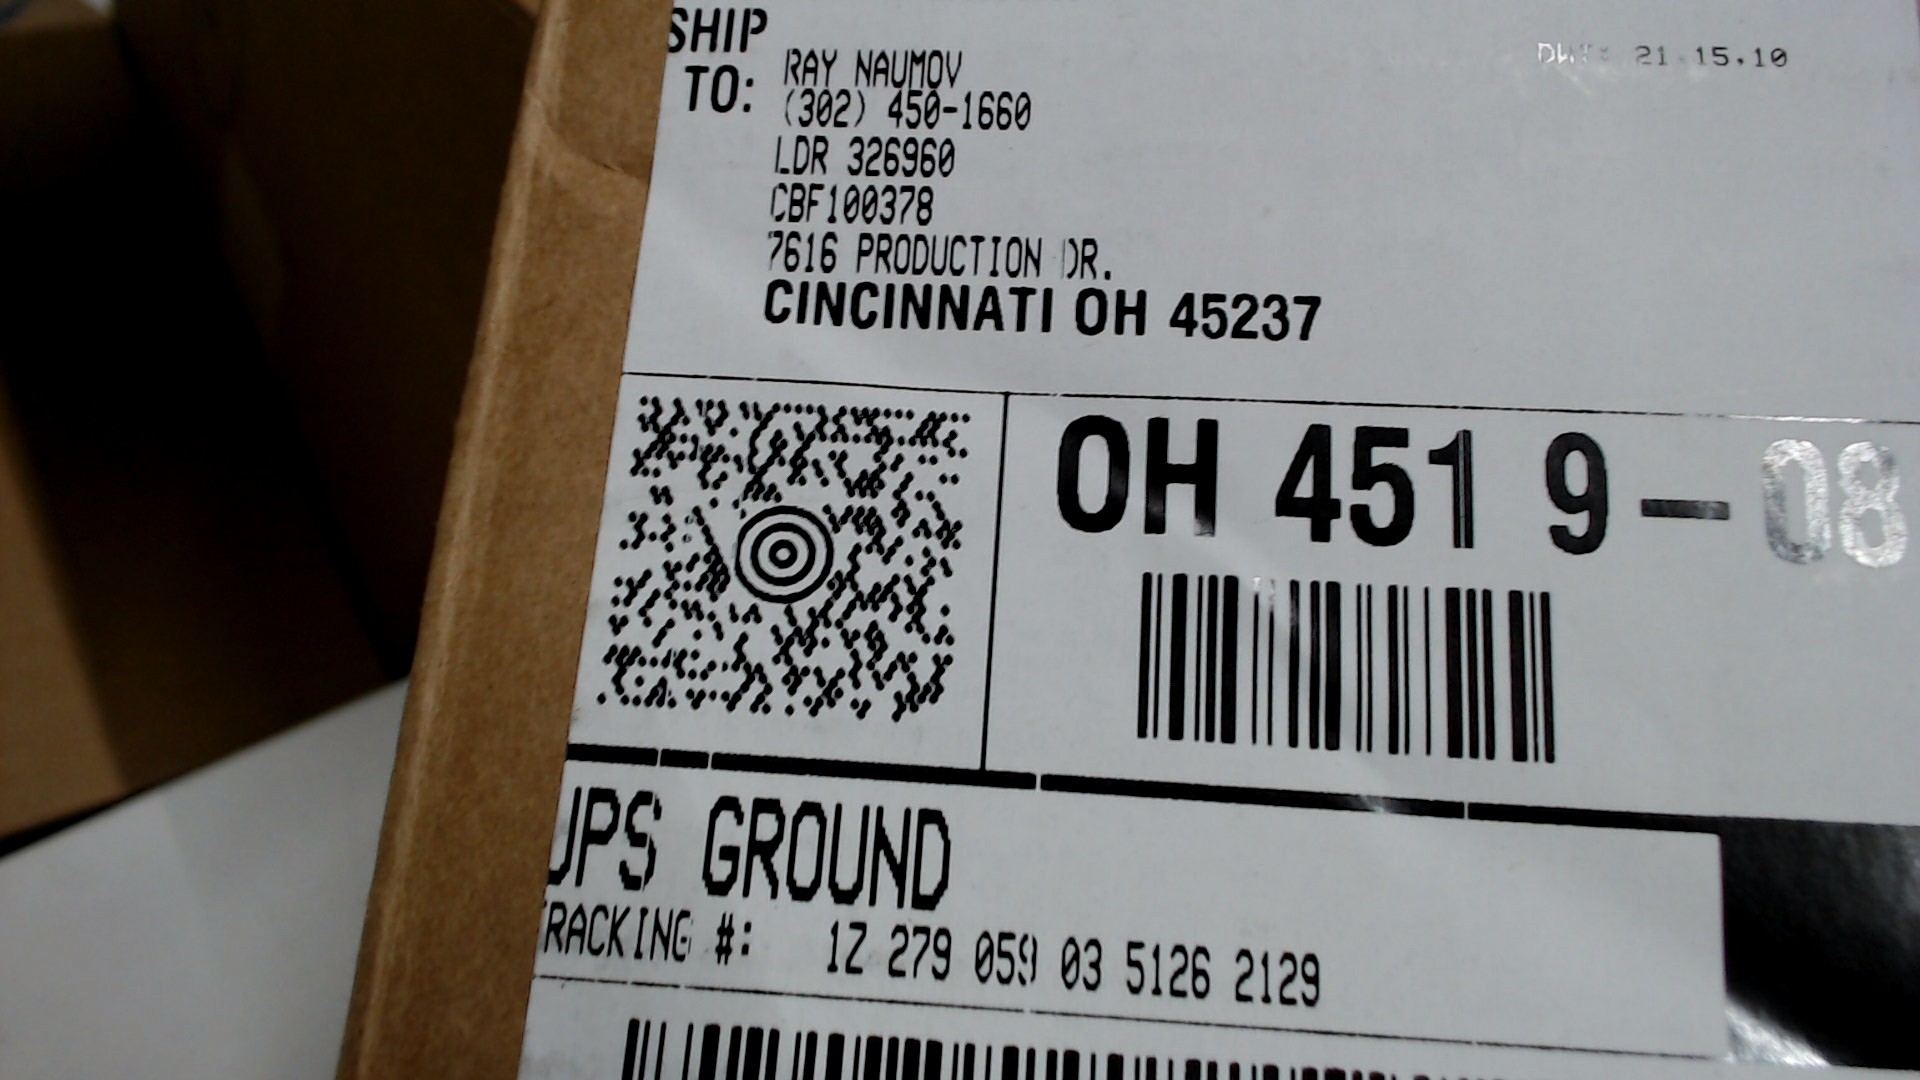 SHIP
TO:
RAY NAUMOV
(302) 450-1660
LDR 326960
CBF100378
7616 PRODUCTION DR.
CINCINNATI OH 45237
21.15.10
OH 451 9-08
UPS GROUND
TRACKING #: 1Z 279 059 03 5126 2129